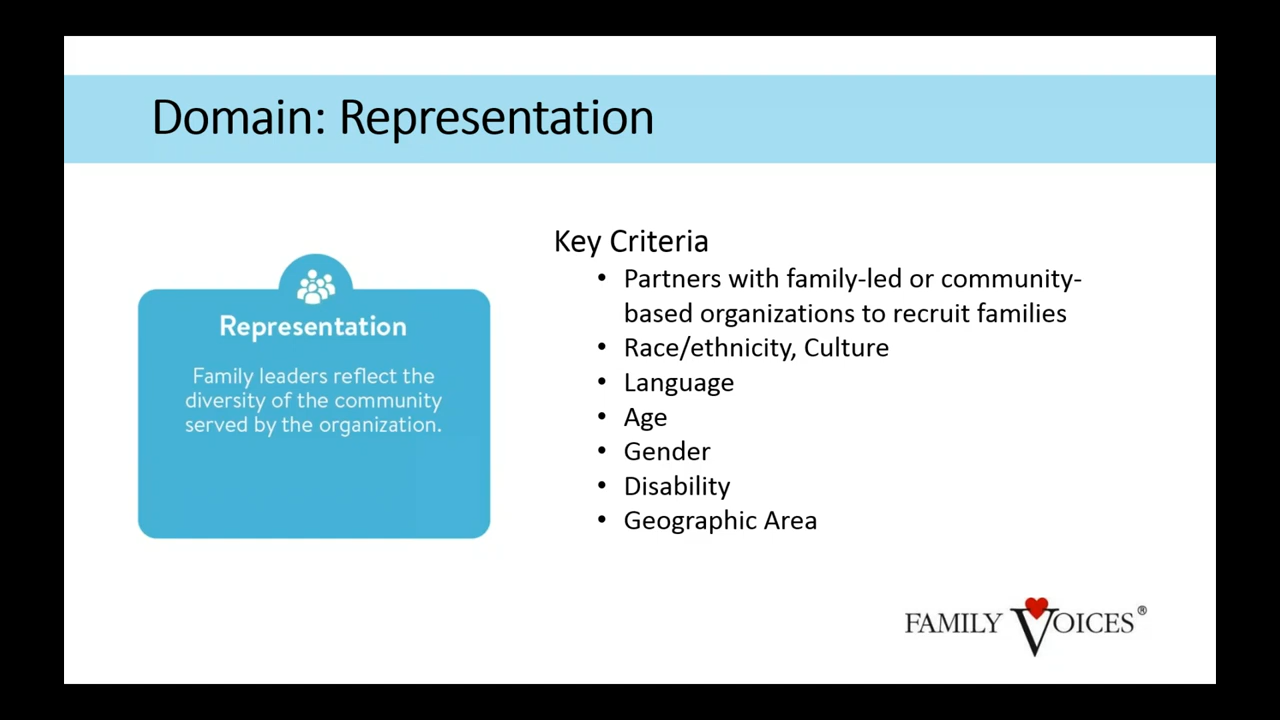 Domain: Representation
Representation
Family leaders reflect the
diversity of the community
served by the organization.
Key Criteria
• Partners with family-led or community-
based organizations to recruit families
• Race/ethnicity, Culture
• Language
• Age
• Gender
• Disability
• Geographic Area
FAMILY VOICES®